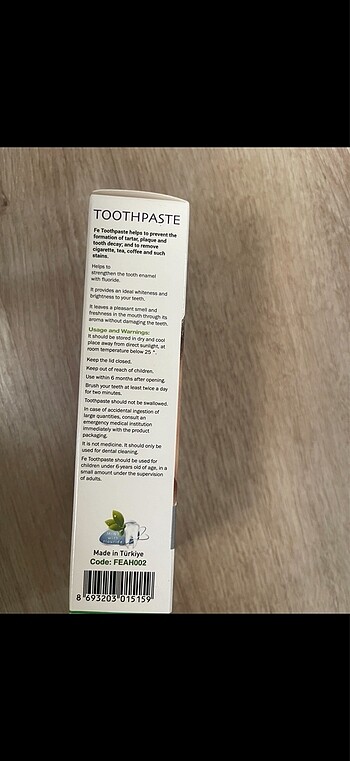 TOOTHPASTE
Fe Toothpaste helps to prevent the
formation of tartar, plaque and
tooth decay; and to remove
cigarette, tea, coffee and such
stains.
Helps to
strengthen the tooth enamel
with fluoride.
It provides an ideal whiteness and
brightness to your teeth.
It leaves a pleasant smell and
freshness in the mouth through its
aroma without damaging the teeth.
Usage and Warnings:
It should be stored in dry and cool
place away from direct sunlight, at
room temperature below 25 °.
Keep the lid closed.
Keep out of reach of children.
Use within 6 months after opening.
Brush your teeth at least twice a day
for two minutes.
Toothpaste should not be swallowed.
In case of accidental ingestion of
large quantities, consult an
emergency medical institution
immediately with the product
packaging.
It is not medicine. It should only be
used for dental cleaning.
Fe Toothpaste should be used for
children under 6-years old of age, in a
small amount under the supervision
of adults.
Made in Türkiye
Code: FEAH002
8 693203 015159